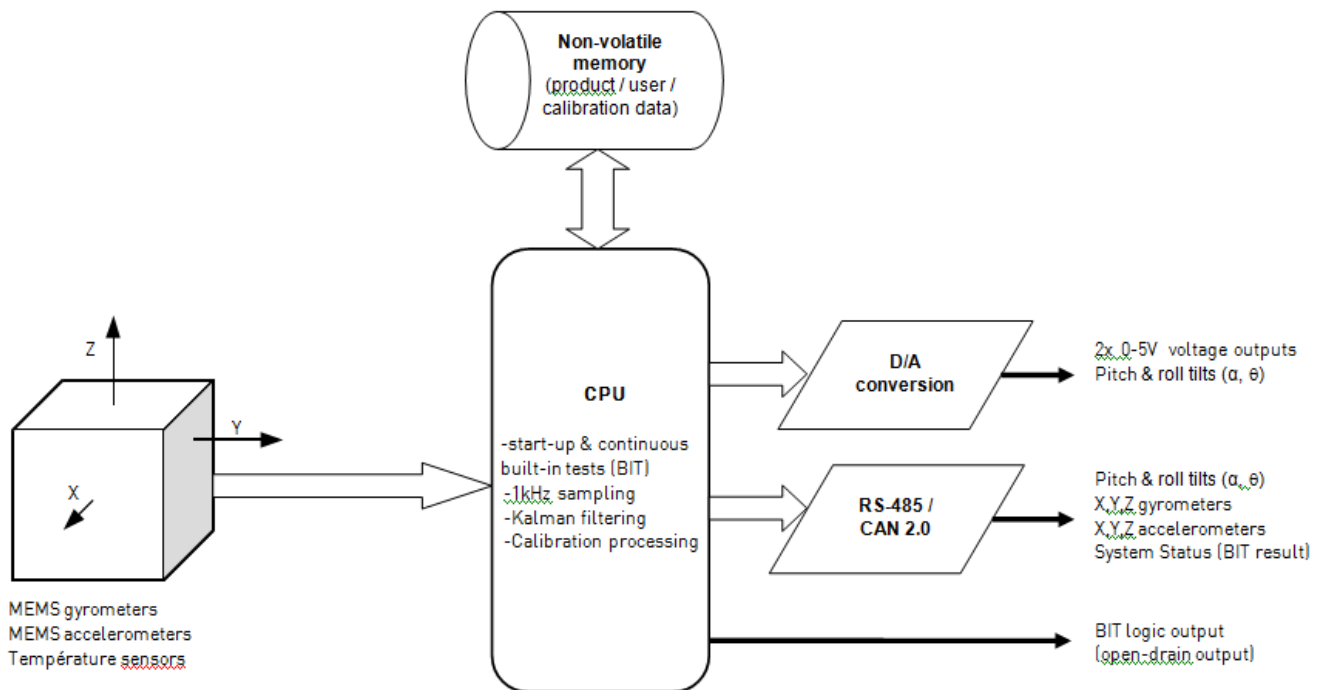 Non-volatile
memory
(product / user /
calibration data)
Z
Y
X
MEMS gyrometers
MEMS accelerometers
Température sensors
CPU
-start-up & continuous
built-in tests (BIT)
-1kHz sampling
-Kalman filtering
-Calibration processing
D/A
conversion
2x 0-5V voltage outputs
Pitch & roll tilts (α, θ)
RS-485 /
CAN 2.0
Pitch & roll tilts (α, θ)
X,Y,Z gyrometers
X,Y,Z accelerometers
System Status (BIT result)
BIT logic output
(open-drain output)